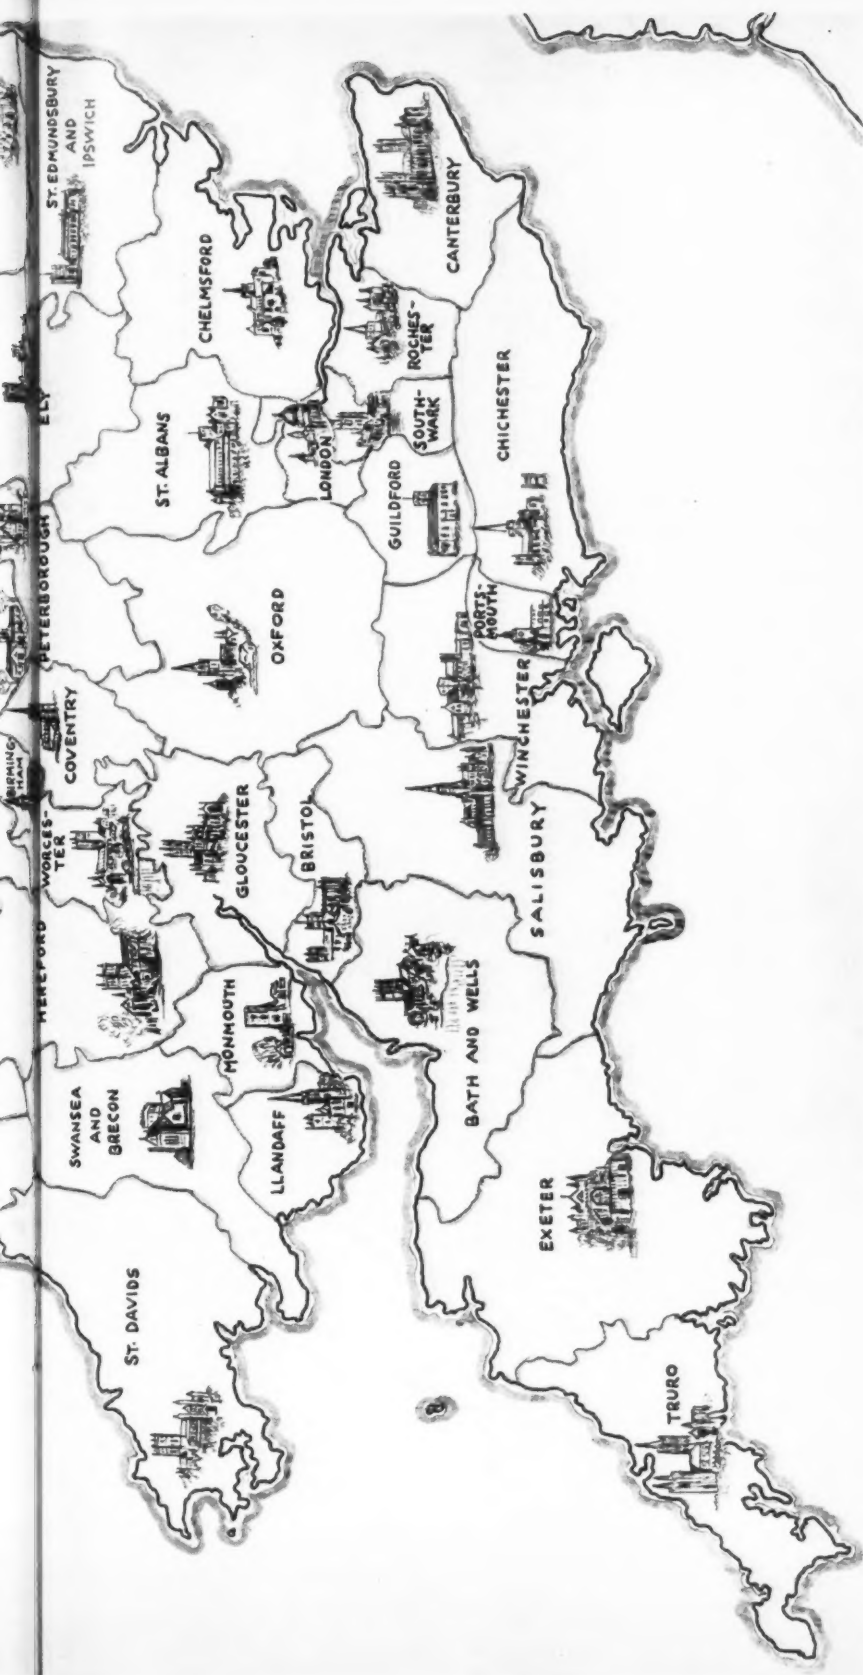 ST. EDMUNDSBURY
AND
IPSWICH
ELY
PETERBOROUGH
COVENTRY
BIRMING-
HAM
WORCES-
TER
HEREFORD
SWANSEA
AND
BRECON
ST. DAVIDS
CHELMSFORD
ST. ALBANS
OXFORD
GLOUCESTER
BRISTOL
MONMOUTH
LLANDAFF
CANTERBURY
ROCHES-
TER
LONDON
SOUTH-
WARK
GUILDFORD
CHICHESTER
PORTS-
MOUTH
WINCHESTER
SALISBURY
BATH AND WELLS
EXETER
TRURO